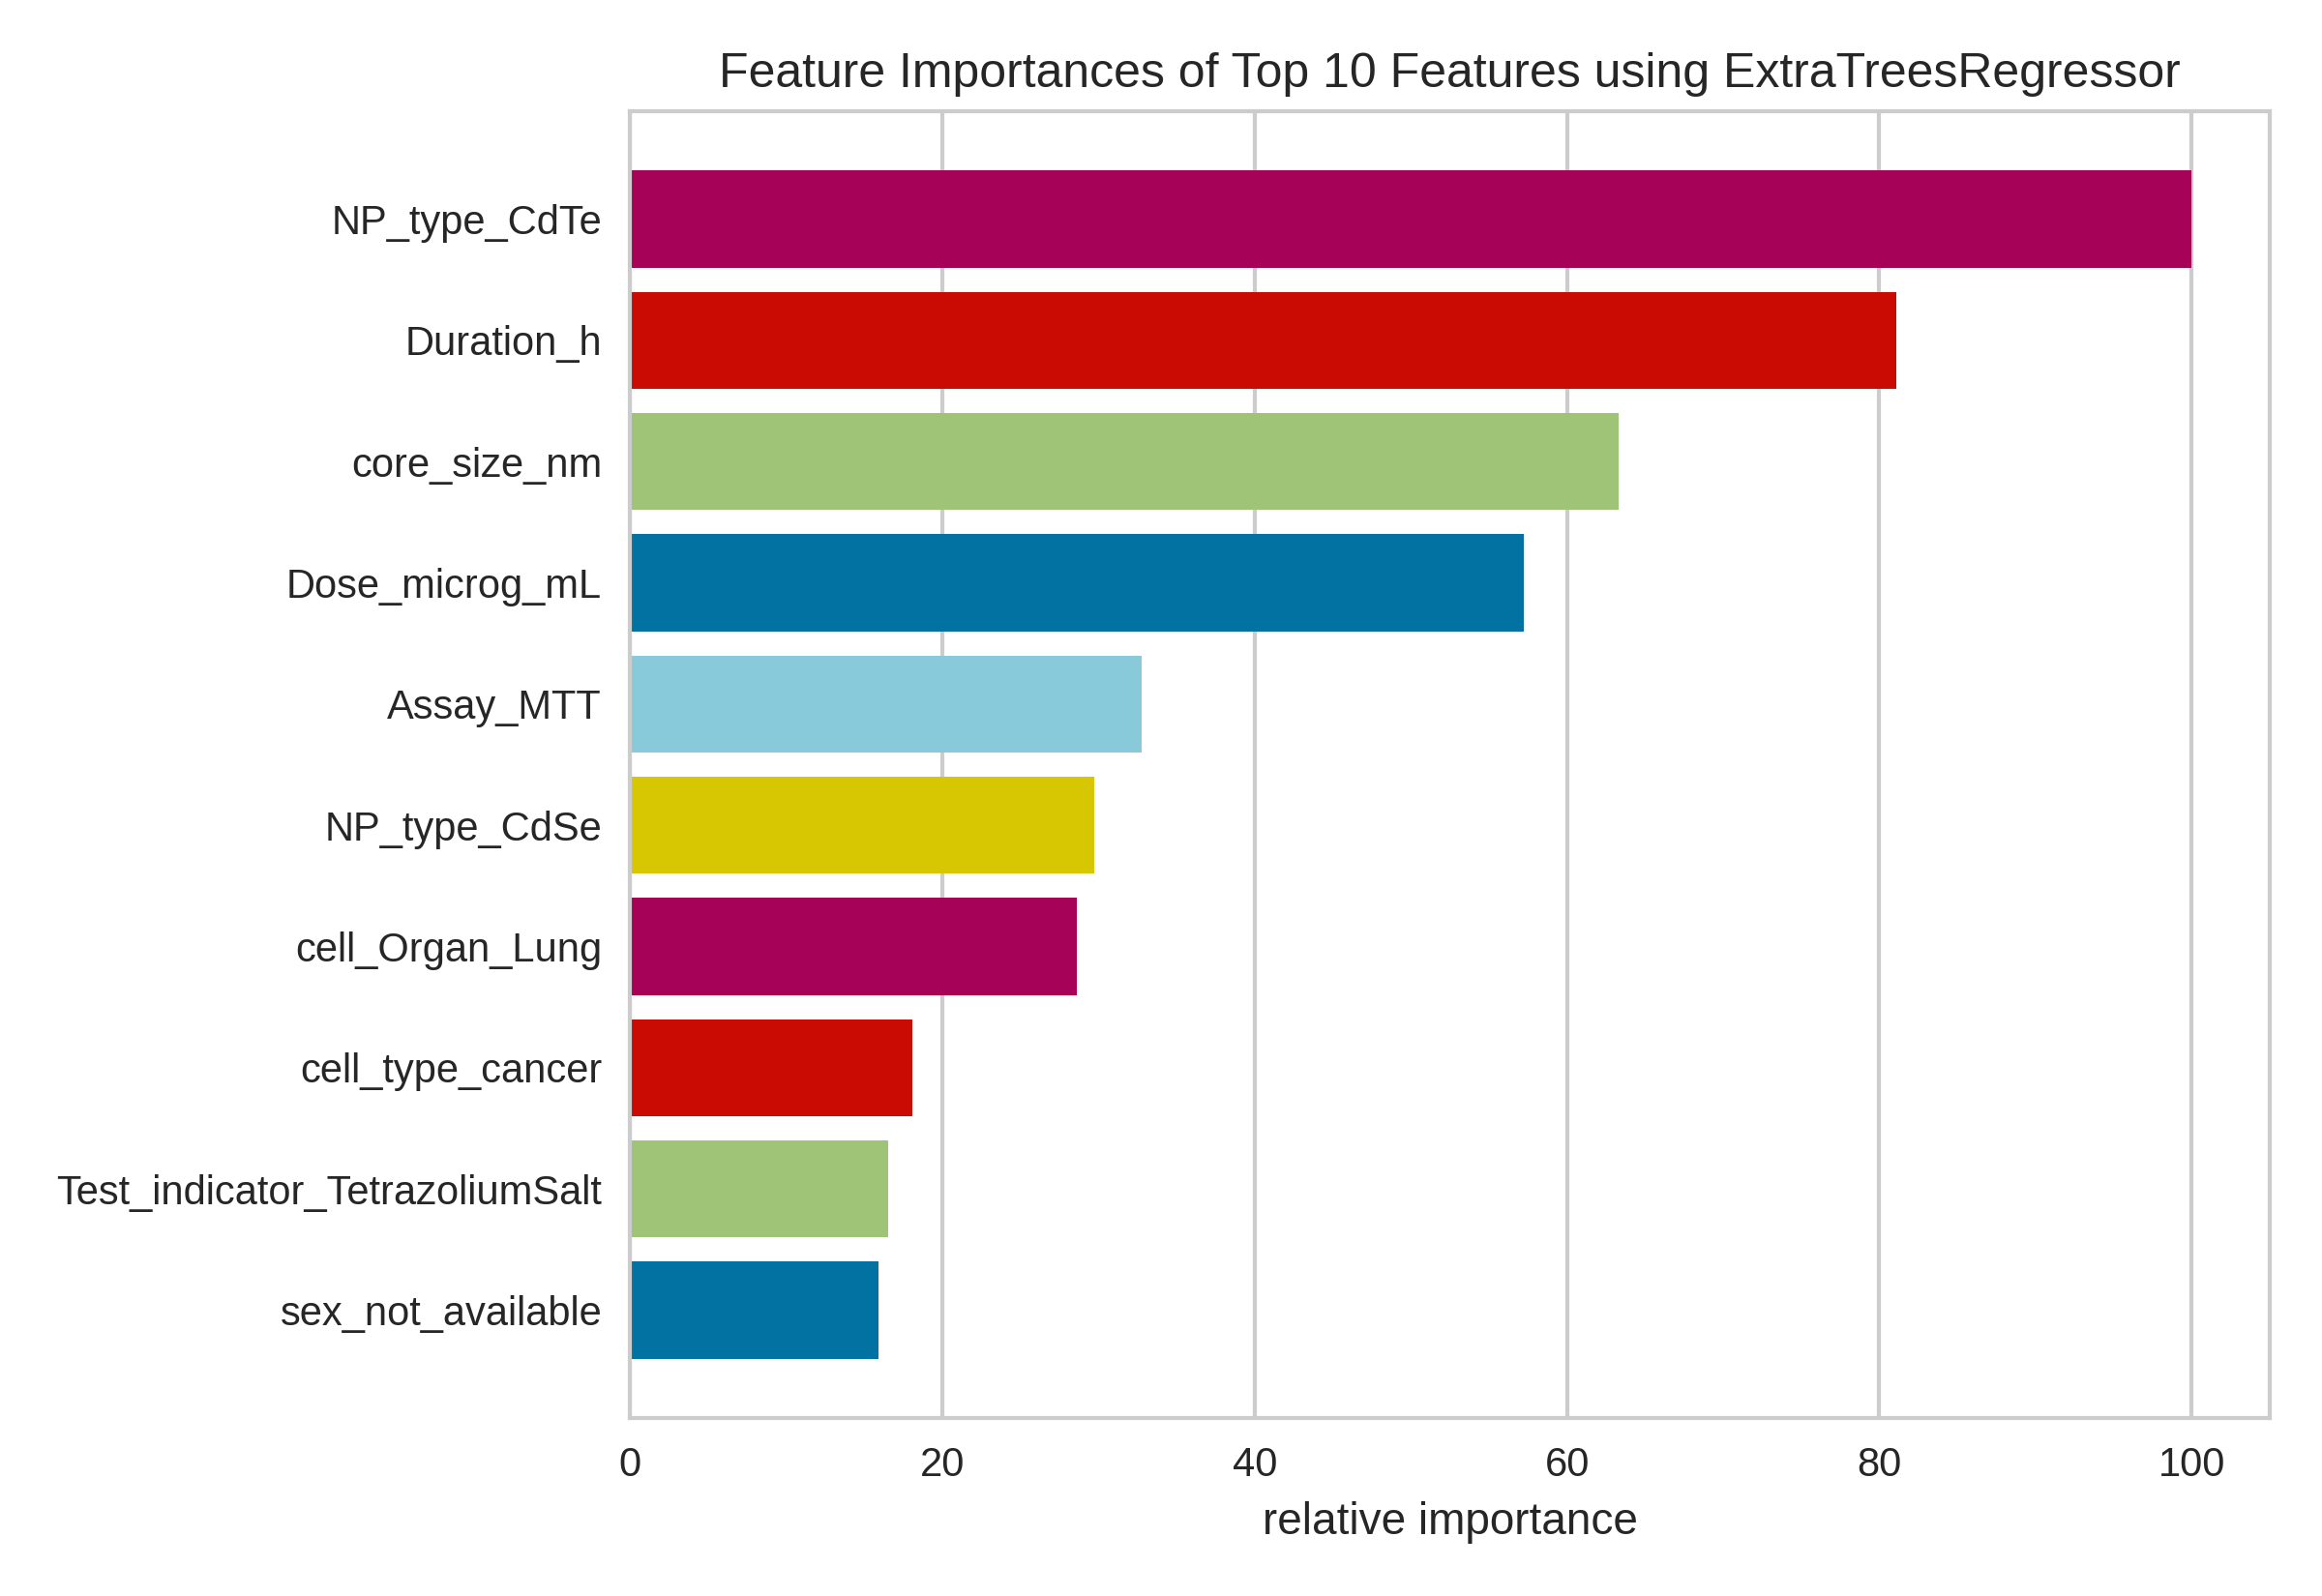 Feature Importances of Top 10 Features using ExtraTreesRegressor
NP_type_CdTe
Duration_h
core_size_nm
Dose_microg_mL
Assay_MTT
NP_type_CdSe
cell_Organ_Lung
cell_type_cancer
Test_indicator_TetrazoliumSalt
sex_not_available
0 20 40 60 80 100
relative importance